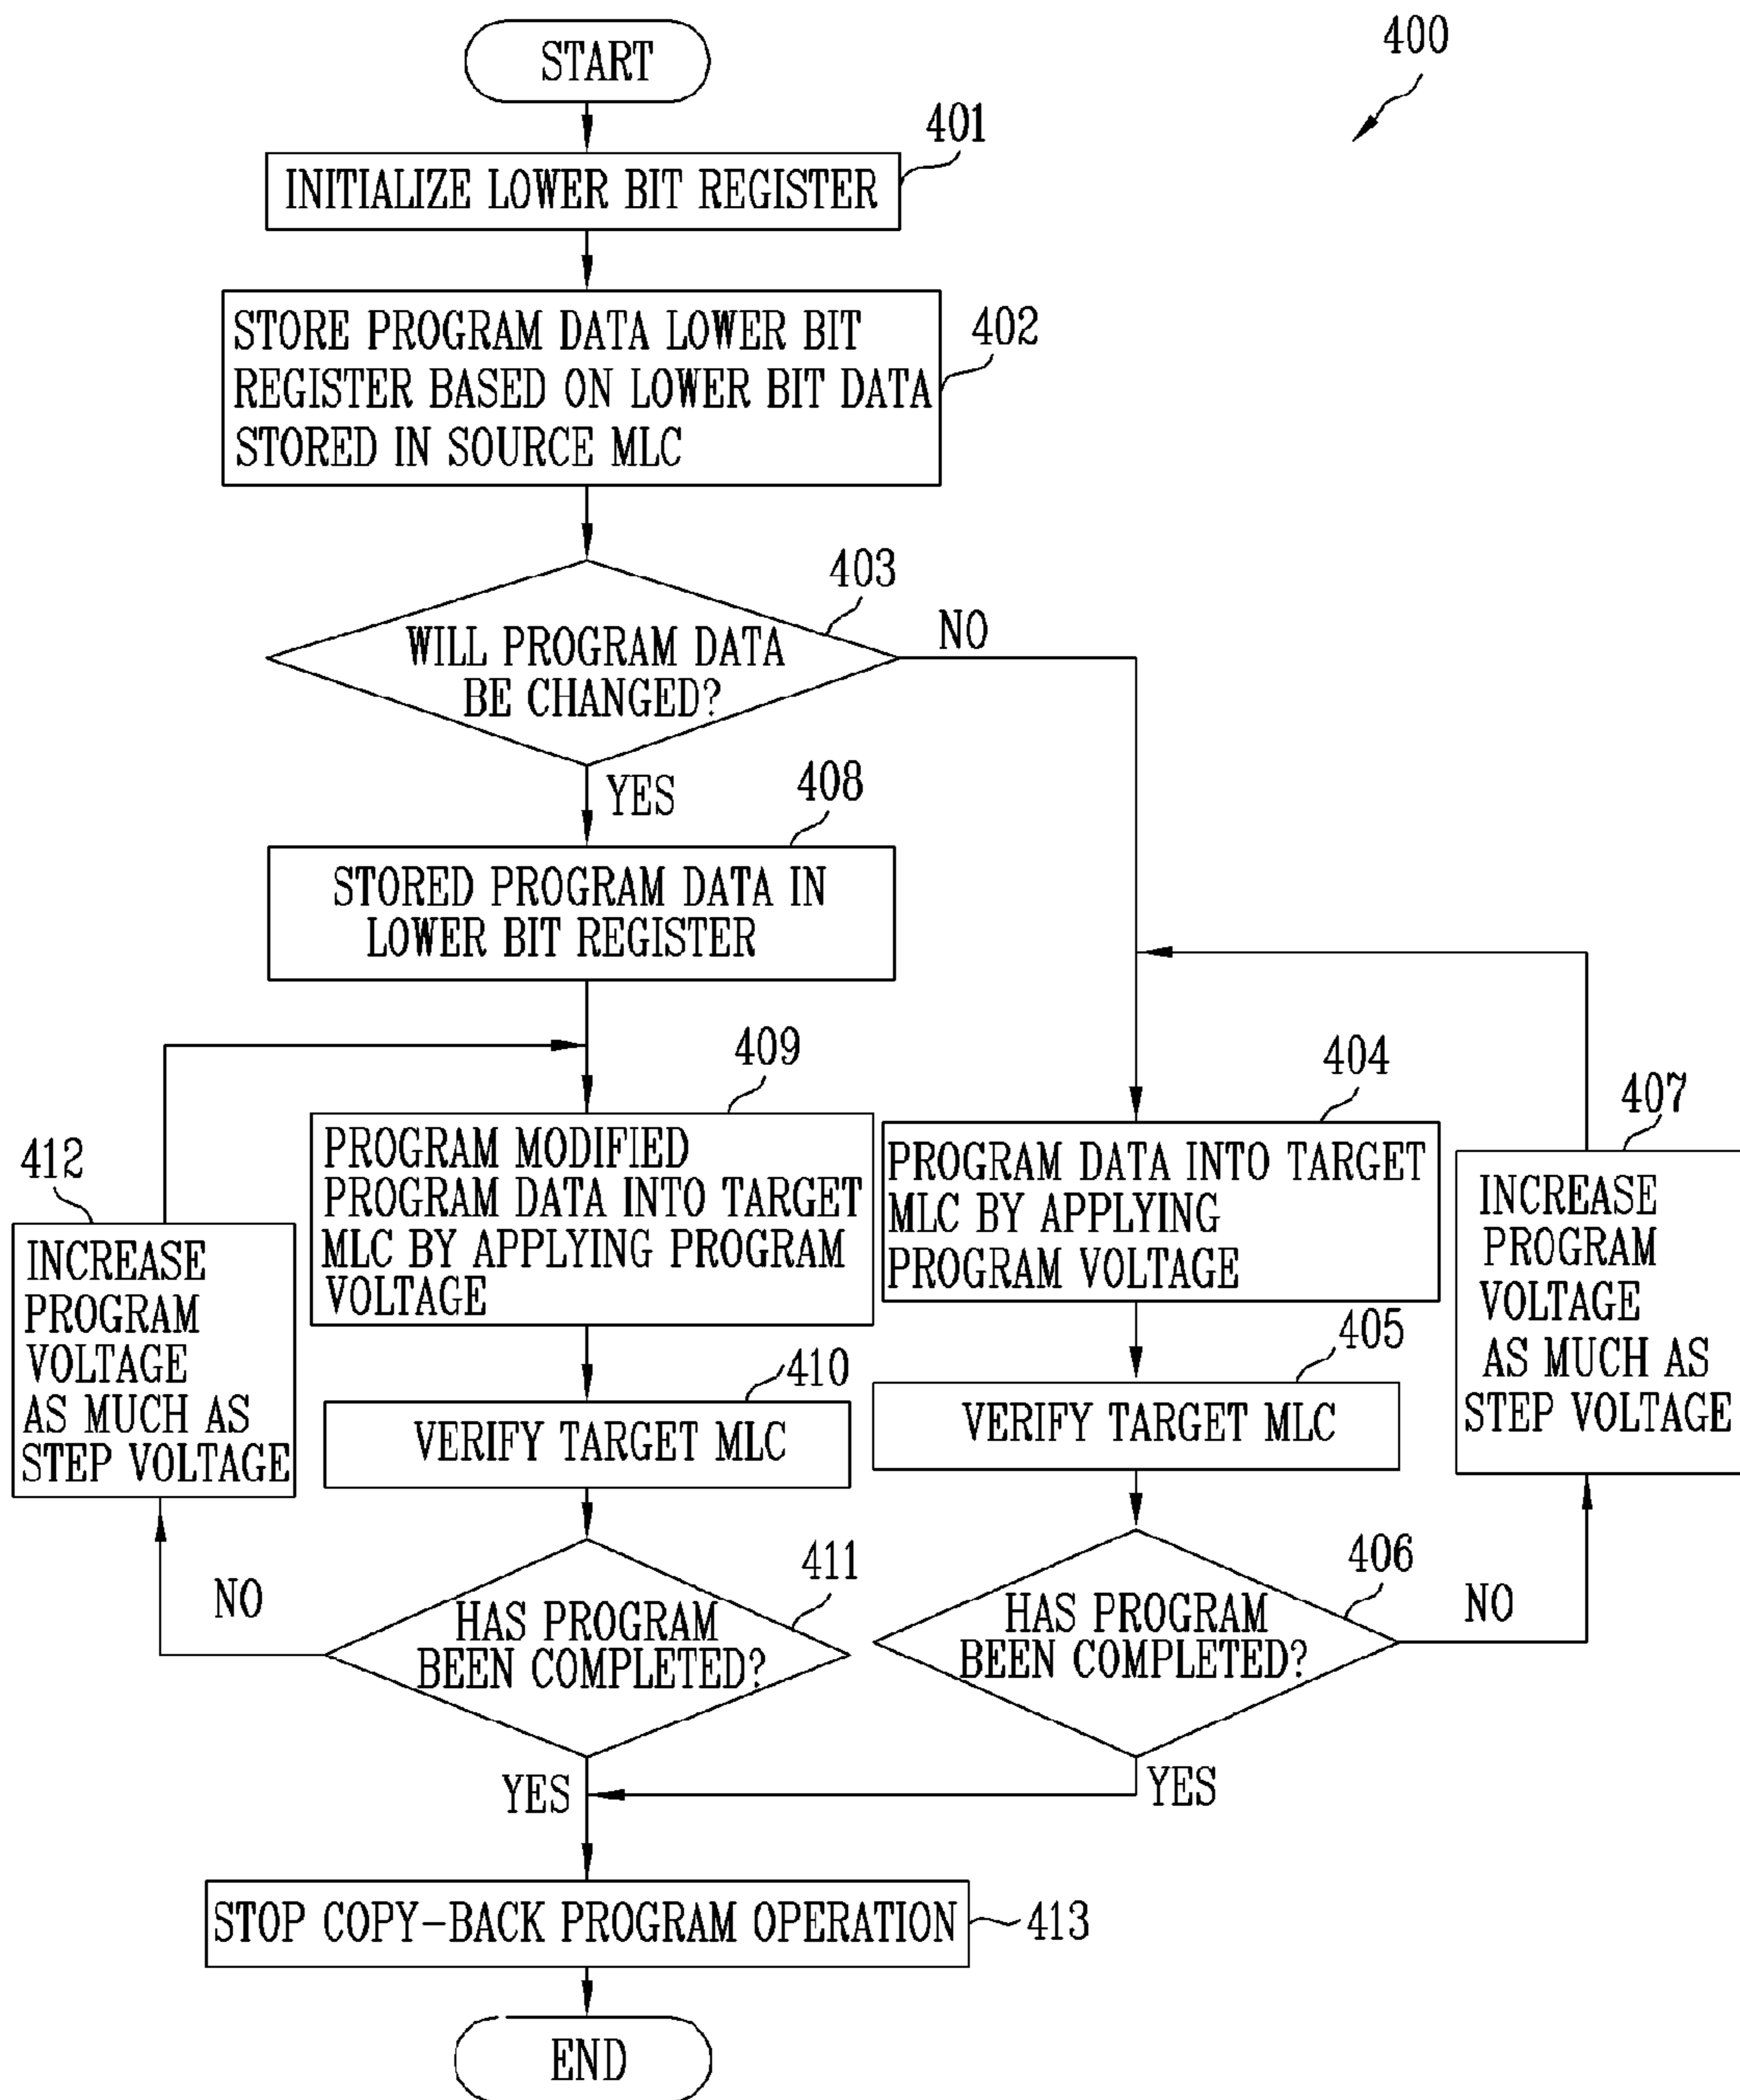 400
START
401
INITIALIZE LOWER BIT REGISTER
402
STORE PROGRAM DATA LOWER BIT
REGISTER BASED ON LOWER BIT DATA
STORED IN SOURCE MLC
403
WILL PROGRAM DATA
BE CHANGED?
NO
YES
408
STORED PROGRAM DATA IN
LOWER BIT REGISTER
409
PROGRAM MODIFIED
PROGRAM DATA INTO TARGET
MLC BY APPLYING PROGRAM
VOLTAGE
404
PROGRAM DATA INTO TARGET
MLC BY APPLYING
PROGRAM VOLTAGE
407
INCREASE
PROGRAM
VOLTAGE
AS MUCH AS
STEP VOLTAGE
412
INCREASE
PROGRAM
VOLTAGE
AS MUCH AS
STEP VOLTAGE
410
VERIFY TARGET MLC
405
VERIFY TARGET MLC
411
HAS PROGRAM
BEEN COMPLETED?
NO
YES
406
HAS PROGRAM
BEEN COMPLETED?
NO
YES
STOP COPY-BACK PROGRAM OPERATION
413
END